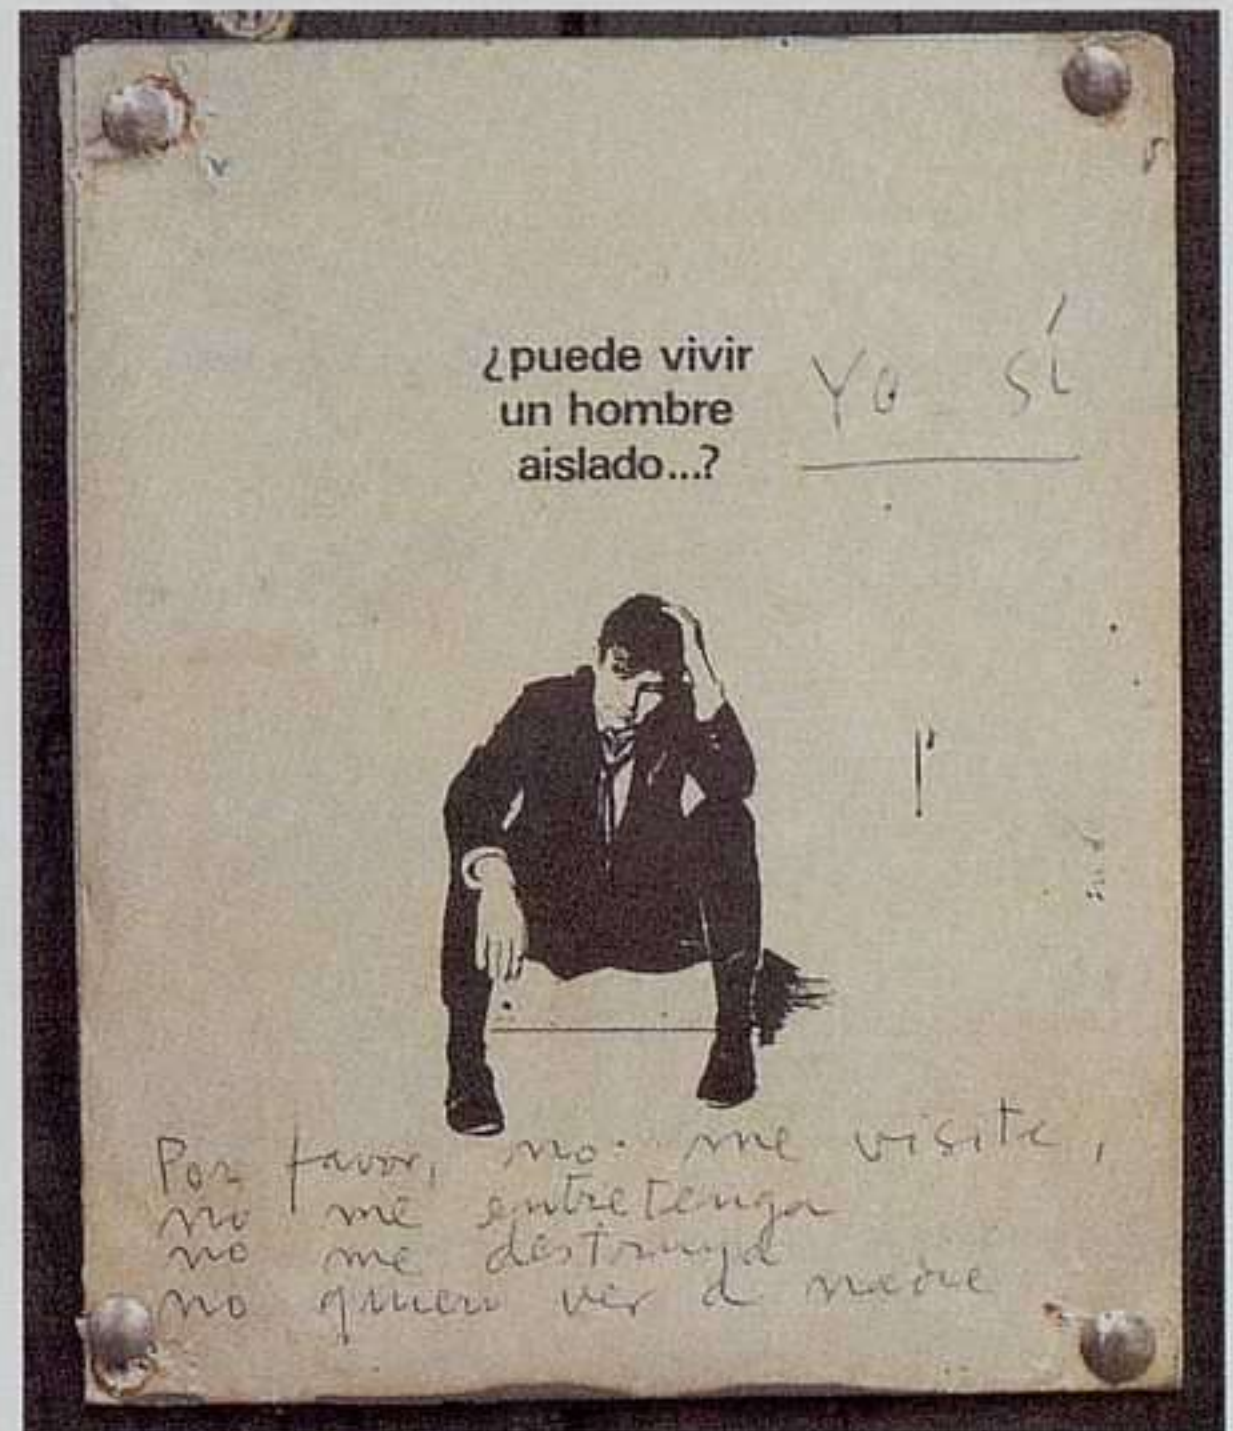 ¿puede vivir
un hombre
aislado...?
YO SÍ
Por favor, no me visite,
no me entretenga
no me destruya
no quiero ver a nadie